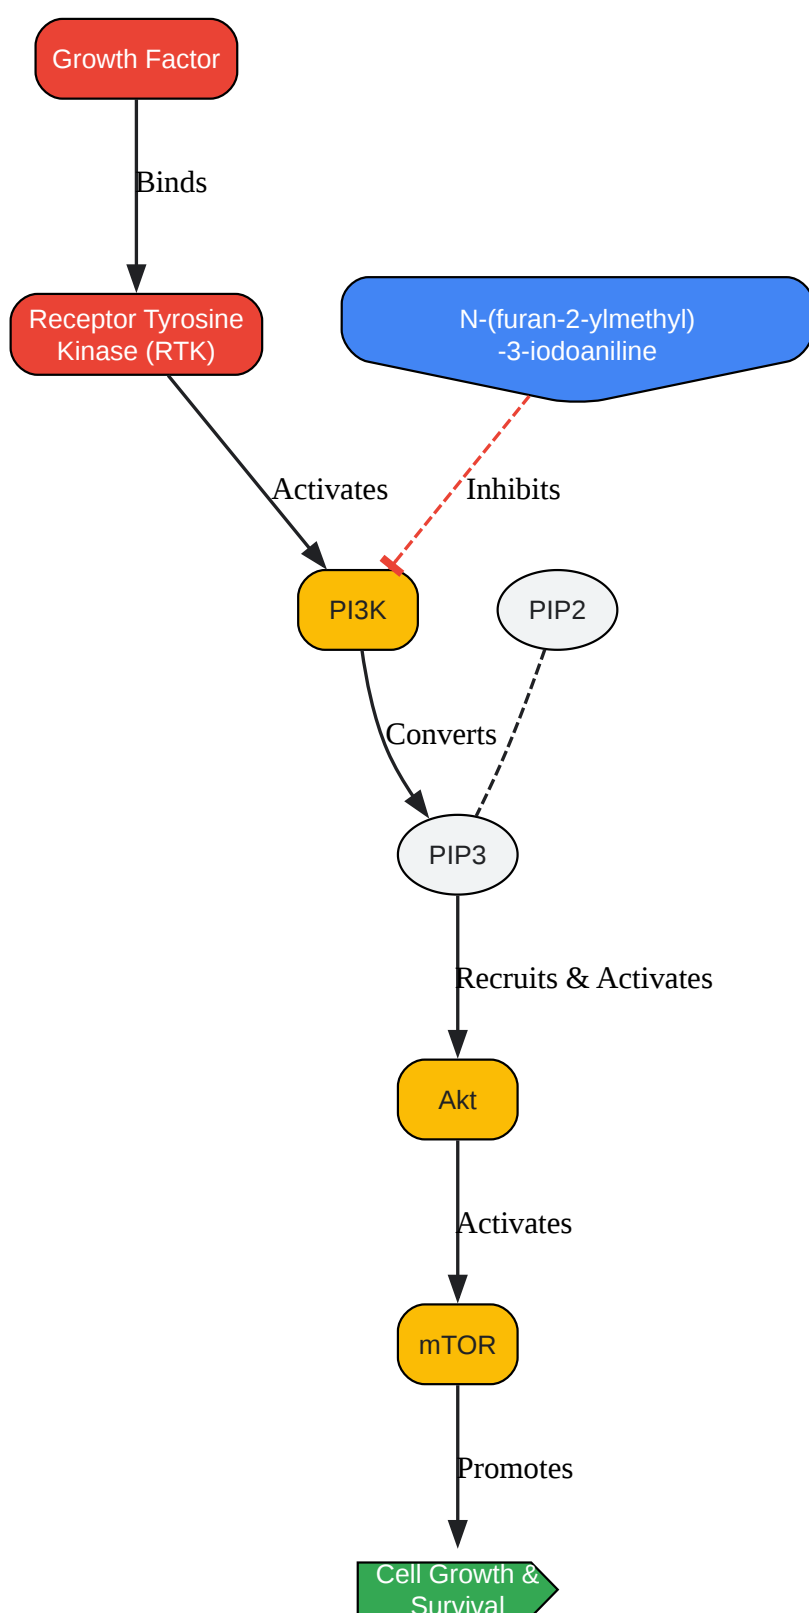 Growth Factor
Binds
Receptor Tyrosine
Kinase (RTK)
N-(furan-2-ylmethyl)
-3-iodoaniline
Activates
Inhibits
PI3K
PIP2
Converts
PIP3
Recruits & Activates
Akt
Activates
mTOR
Promotes
Cell Growth &
Survival